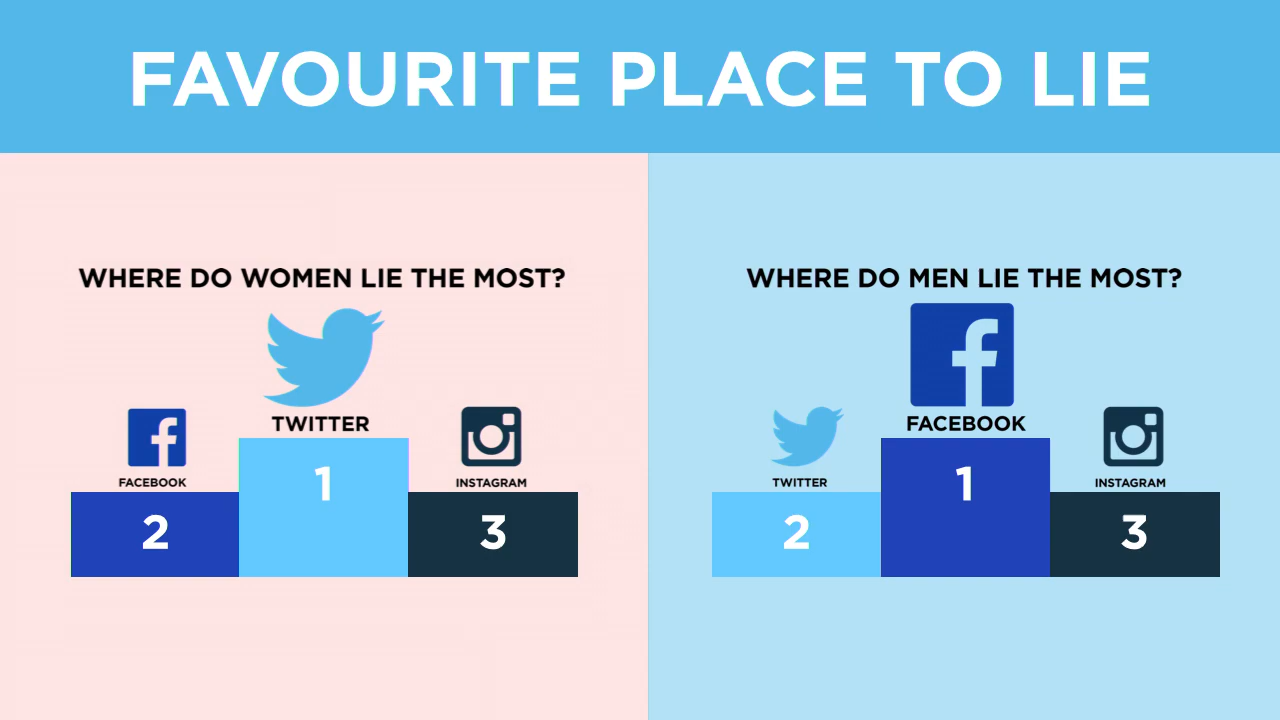 FAVOURITE PLACE TO LIE
WHERE DO WOMEN LIE THE MOST?
TWITTER
FACEBOOK
INSTAGRAM
1
2
3
WHERE DO MEN LIE THE MOST?
FACEBOOK
TWITTER
INSTAGRAM
1
2
3